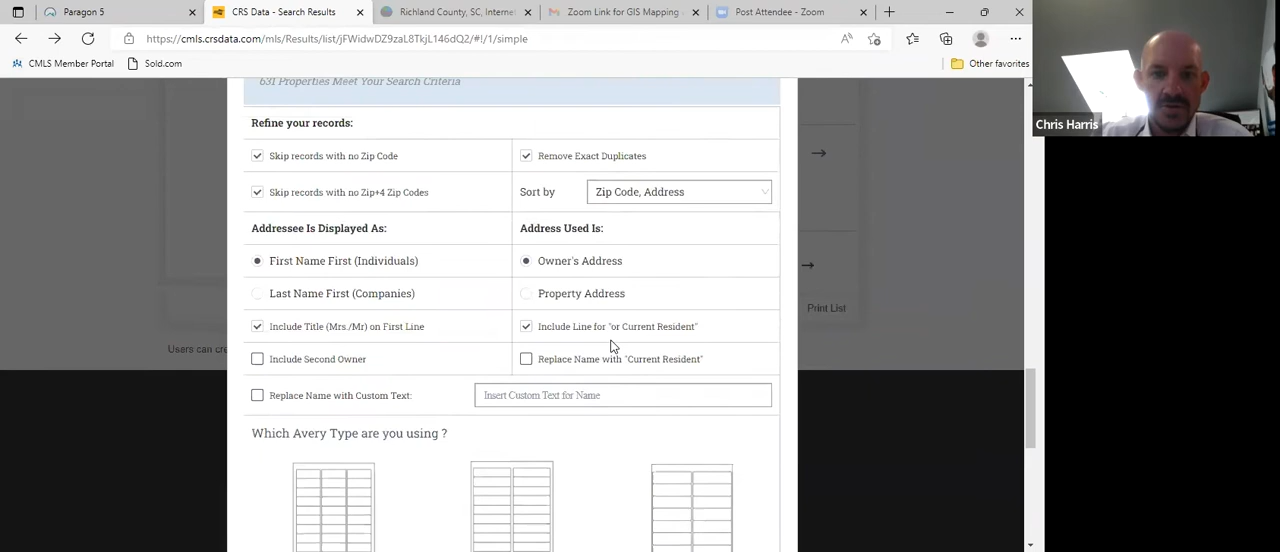 Paragon 5
CRS Data - Search Results
Richland County, SC, Internet
Zoom Link for GIS Mapping
Post Attendee - Zoom
https://cmls.crsdata.com/mls/Results/list/jFWidwDZ9zaL8TkjL146dQ2/#!/1/simple
CMLS Member Portal
Sold.com
Other favorites
631 Properties Meet Your Search Criteria
Refine your records:
Skip records with no Zip Code
Remove Exact Duplicates
Skip records with no Zip+4 Zip Codes
Sort by
Zip Code, Address
Addressee Is Displayed As:
Address Used Is:
First Name First (Individuals)
Owner's Address
Last Name First (Companies)
Property Address
Include Title (Mrs./Mr) on First Line
Include Line for "or Current Resident"
Include Second Owner
Replace Name with "Current Resident"
Replace Name with Custom Text:
Insert Custom Text for Name
Which Avery Type are you using ?
Print List
Users can cre
Chris Harris